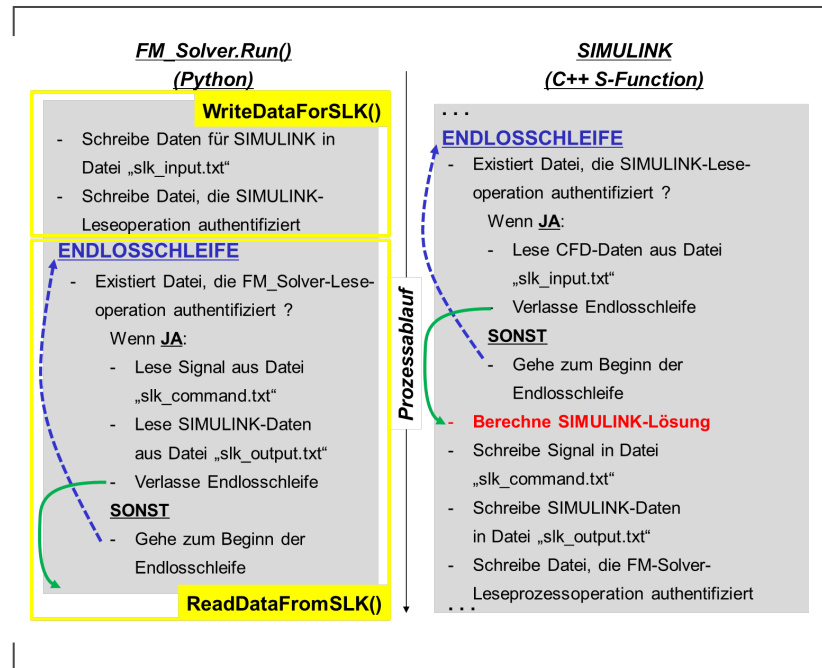 FM_Solver.Run()
(Python)
WriteDataForSLK()
- Schreibe Daten für SIMULINK in
Datei „slk_input.txt“
- Schreibe Datei, die SIMULINK-
Leseoperation authentifiziert
ENDLOSSCHLEIFE
- Existiert Datei, die FM_Solver-Lese-
operation authentifiziert ?
Wenn JA:
- Lese Signal aus Datei
„slk_command.txt“
- Lese SIMULINK-Daten
aus Datei „slk_output.txt“
- Verlasse Endlosschleife
SONST
- Gehe zum Beginn der
Endlosschleife
ReadDataFromSLK()
Prozessablauf
SIMULINK
(C++ S-Function)
. . .
ENDLOSSCHLEIFE
- Existiert Datei, die SIMULINK-Lese-
operation authentifiziert ?
Wenn JA:
- Lese CFD-Daten aus Datei
„slk_input.txt“
- Verlasse Endlosschleife
SONST
- Gehe zum Beginn der
Endlosschleife
- Berechne SIMULINK-Lösung
- Schreibe Signal in Datei
„slk_command.txt“
- Schreibe SIMULINK-Daten
in Datei „slk_output.txt“
- Schreibe Datei, die FM-Solver-
Leseprozessoperation authentifiziert
. . .